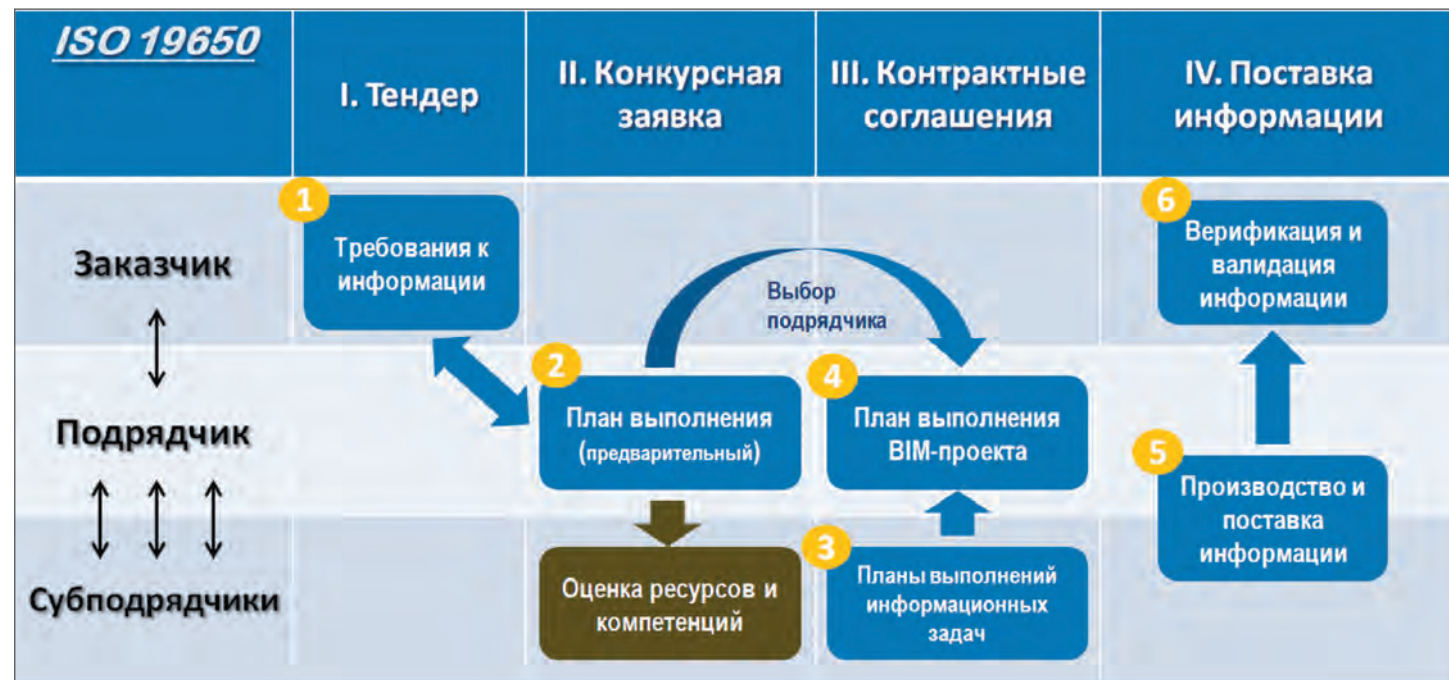 ISO 19650
I. Тендер
II. Конкурсная
заявка
III. Контрактные
соглашения
IV. Поставка
информации
Заказчик
1
Требования к
информации
Выбор
подрядчика
6
Верификация и
валидация
информации
Подрядчик
2
План выполнения
(предварительный)
4
План выполнения
BIM-проекта
5
Производство и
поставка
информации
Субподрядчики
Оценка ресурсов и
компетенций
3
Планы выполнений
информационных
задач